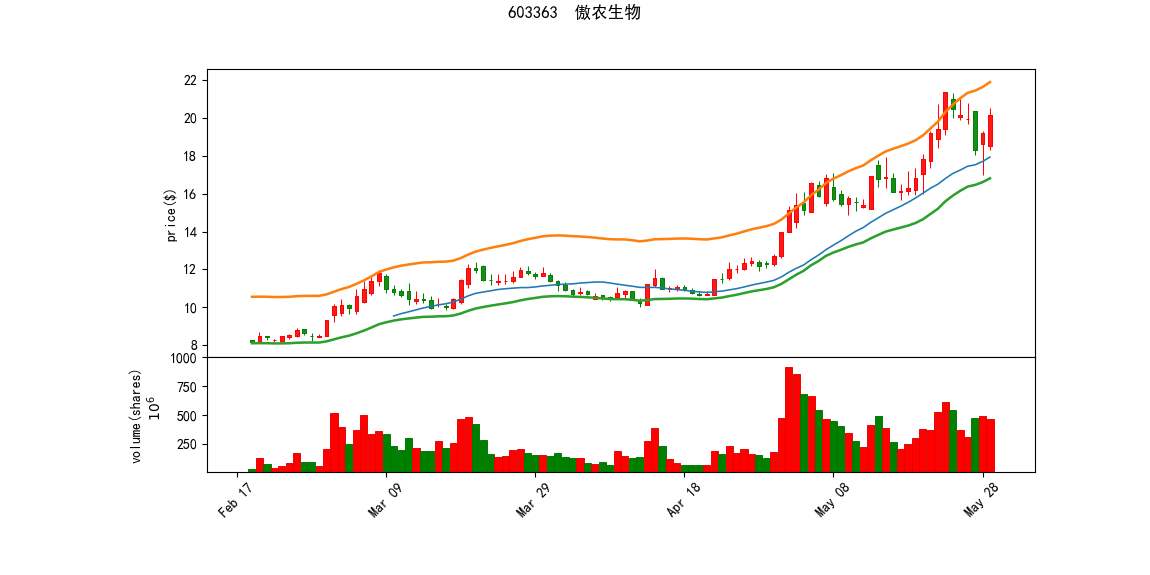 603363 傲农生物
22
20
18
16
14
12
10
8
price($)
1000
750
500
250
volume(shares)
10^6
Feb 17
Mar 09
Mar 29
Apr 18
May 08
May 28